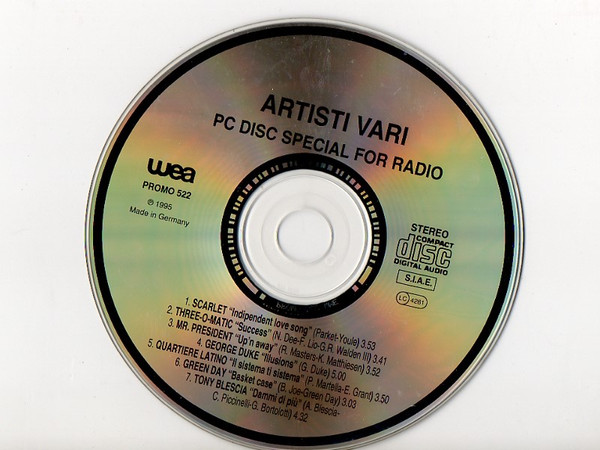 ARTISTI VARI
PC DISC SPECIAL FOR RADIO
wea
PROMO 522
℗ 1995
Made in Germany
STEREO
COMPACT
disc
DIGITAL AUDIO
S.I.A.E.
LC 4281
1. SCARLET "Indipendent love song" (Parket-Youle) 3.53
2. THREE-O-MATIC "Success" (N. Dee-F. Lio-G.R. Walden III) 3.41
3. MR. PRESIDENT "Up'n away" (R. Masters-K. Matthiesen) 3.52
4. GEORGE DUKE "Illusions" (G. Duke) 5.00
5. QUARTIERE LATINO "Il sistema ti sistema" (P. Martella-E. Grant) 3.50
6. GREEN DAY "Basket case" (B. Joe-Green Day) 3.03
7. TONY BLESCIA "Dammi di più" (A. Blescia-
C. Piccinelli-G. Bortolotti) 4.32